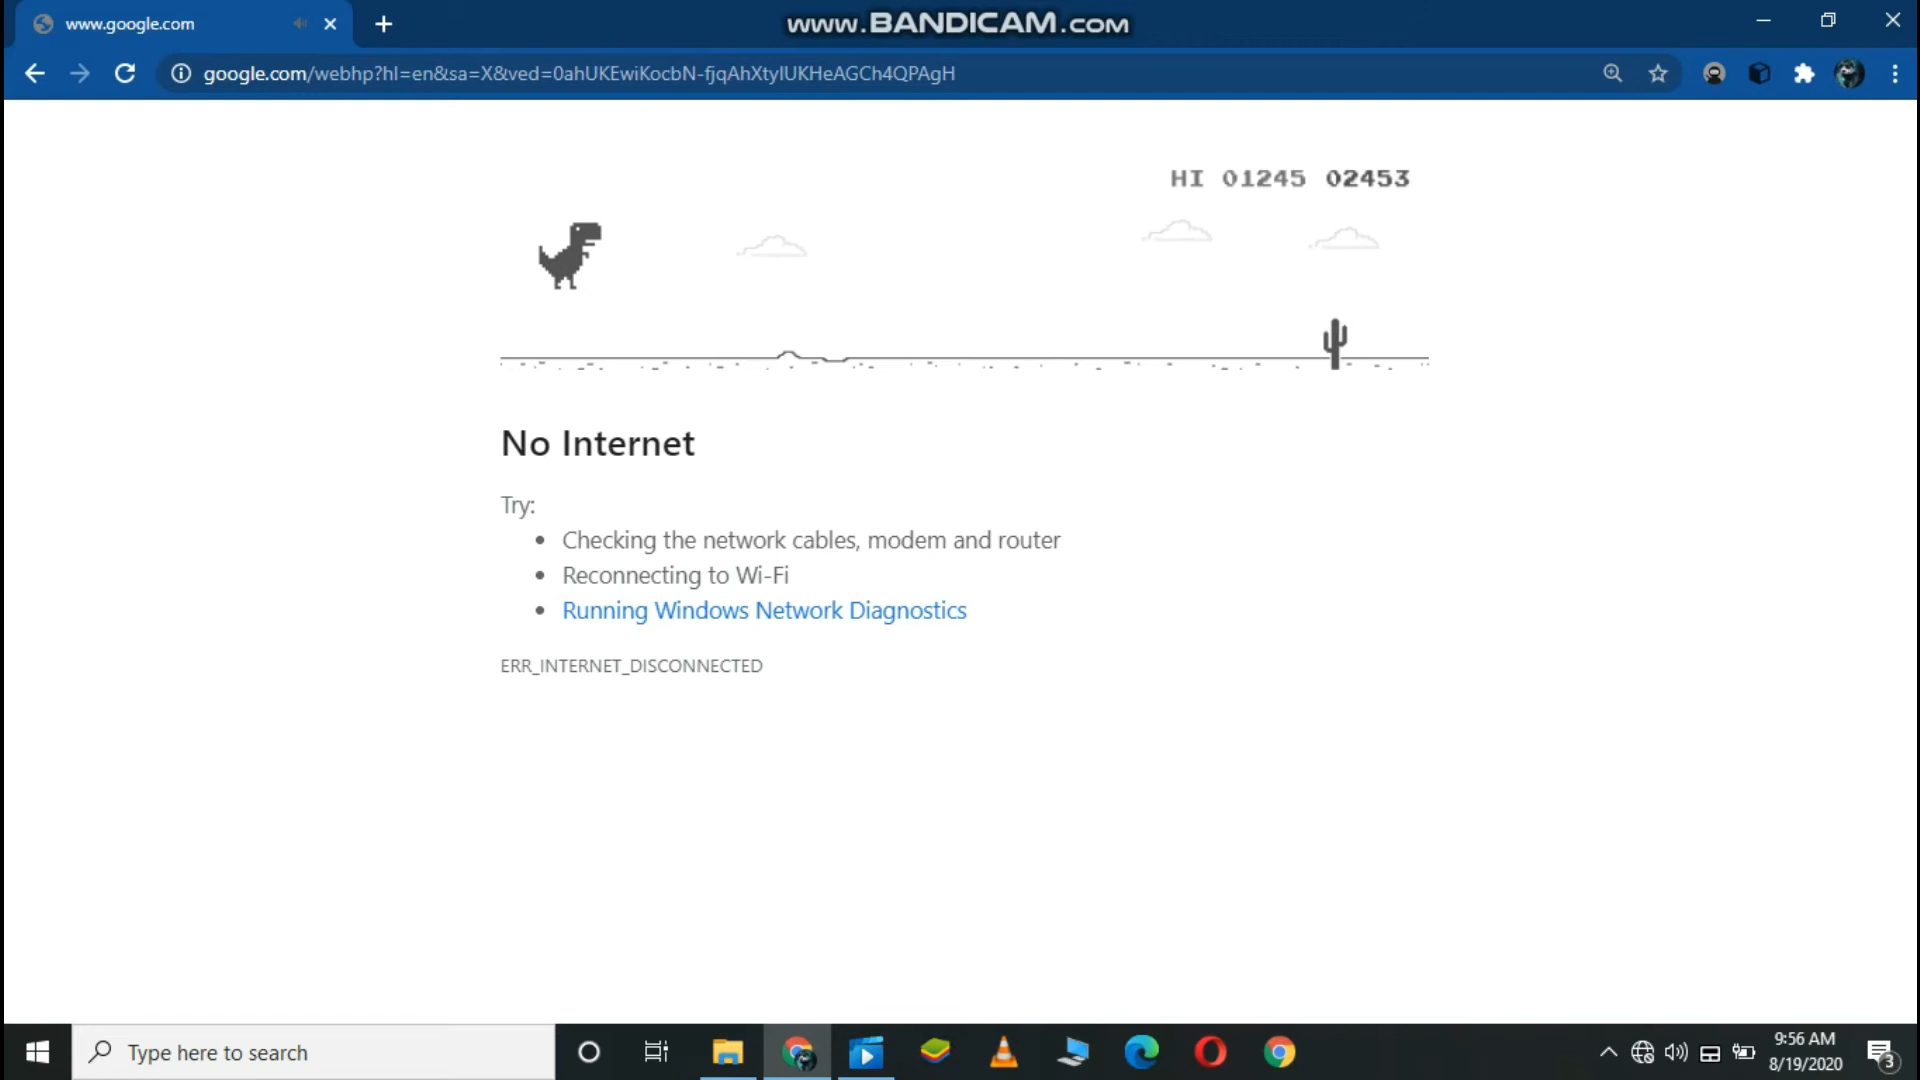 www.google.com
www.BANDICAM.com
google.com/webhp?hl=en&sa=X&ved=0ahUKEwiKocbN-fjqAhXtyIUKHeAGCh4QPAgH
HI 01245 02453
No Internet
Try:
Checking the network cables, modem and router
Reconnecting to Wi-Fi
Running Windows Network Diagnostics
ERR_INTERNET_DISCONNECTED
Type here to search
9:56 AM
8/19/2020
3